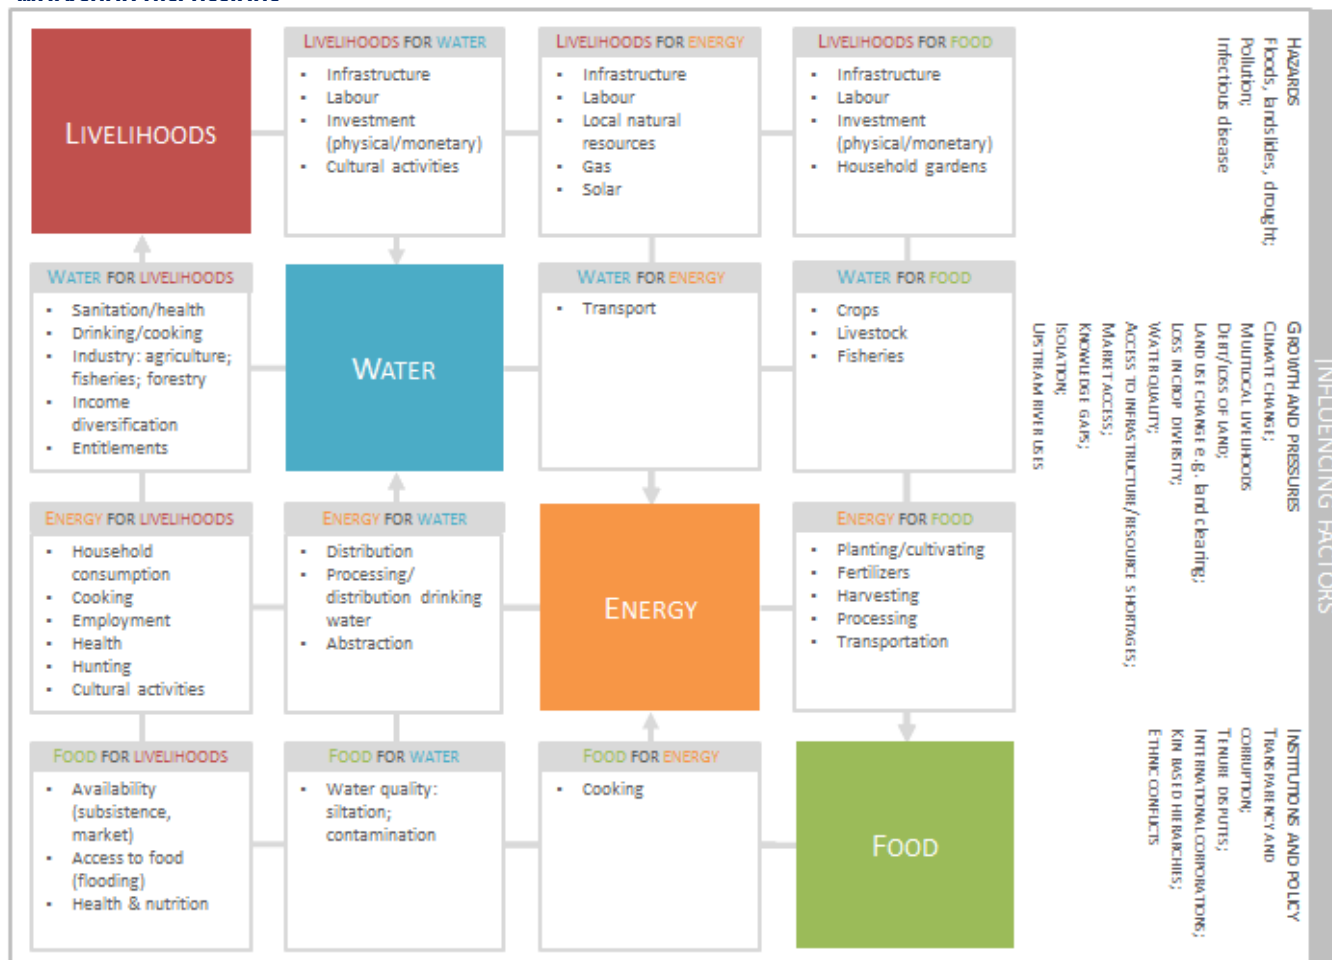 LIVELIHOODS
LIVELIHOODS FOR WATER
▪ Infrastructure
▪ Labour
▪ Investment
(physical/monetary)
▪ Cultural activities
LIVELIHOODS FOR ENERGY
▪ Infrastructure
▪ Labour
▪ Local natural
resources
▪ Gas
▪ Solar
LIVELIHOODS FOR FOOD
▪ Infrastructure
▪ Labour
▪ Investment
(physical/monetary)
▪ Household gardens
WATER FOR LIVELIHOODS
▪ Sanitation/health
▪ Drinking/cooking
▪ Industry: agriculture;
fisheries; forestry
▪ Income
diversification
▪ Entitlements
WATER
WATER FOR ENERGY
▪ Transport
WATER FOR FOOD
▪ Crops
▪ Livestock
▪ Fisheries
ENERGY FOR LIVELIHOODS
▪ Household
consumption
▪ Cooking
▪ Employment
▪ Health
▪ Hunting
▪ Cultural activities
ENERGY FOR WATER
▪ Distribution
▪ Processing/
distribution drinking
water
▪ Abstraction
ENERGY
ENERGY FOR FOOD
▪ Planting/cultivating
▪ Fertilizers
▪ Harvesting
▪ Processing
▪ Transportation
FOOD FOR LIVELIHOODS
▪ Availability
(subsistence,
market)
▪ Access to food
(flooding)
▪ Health & nutrition
FOOD FOR WATER
▪ Water quality:
siltation;
contamination
FOOD FOR ENERGY
▪ Cooking
FOOD
HAZARDS
Floods, landslides, drought;
Pollution;
Infectious disease
GROWTH AND PRESSURES
CLIMATE CHANGE;
MULTILOCAL LIVELIHOODS
DEBT/LOSS OF LAND;
LAND USE CHANGE e.g. land clearing;
LOSS IN CROP DIVERSITY;
WATER QUALITY;
ACCESS TO INFRASTRUCTURE/RESOURCE SHORTAGES;
MARKET ACCESS;
KNOWLEDGE GAPS;
ISOLATION;
UPSTREAM RIVER USES
INSTITUTIONS AND POLICY
TRANSPARENCY AND
CORRUPTION;
TENURE DISPUTES;
INTERNATIONAL CORPORATIONS;
KIN BASED HIERARCHIES;
ETHNIC CONFLICTS
INFLUENCING FACTORS